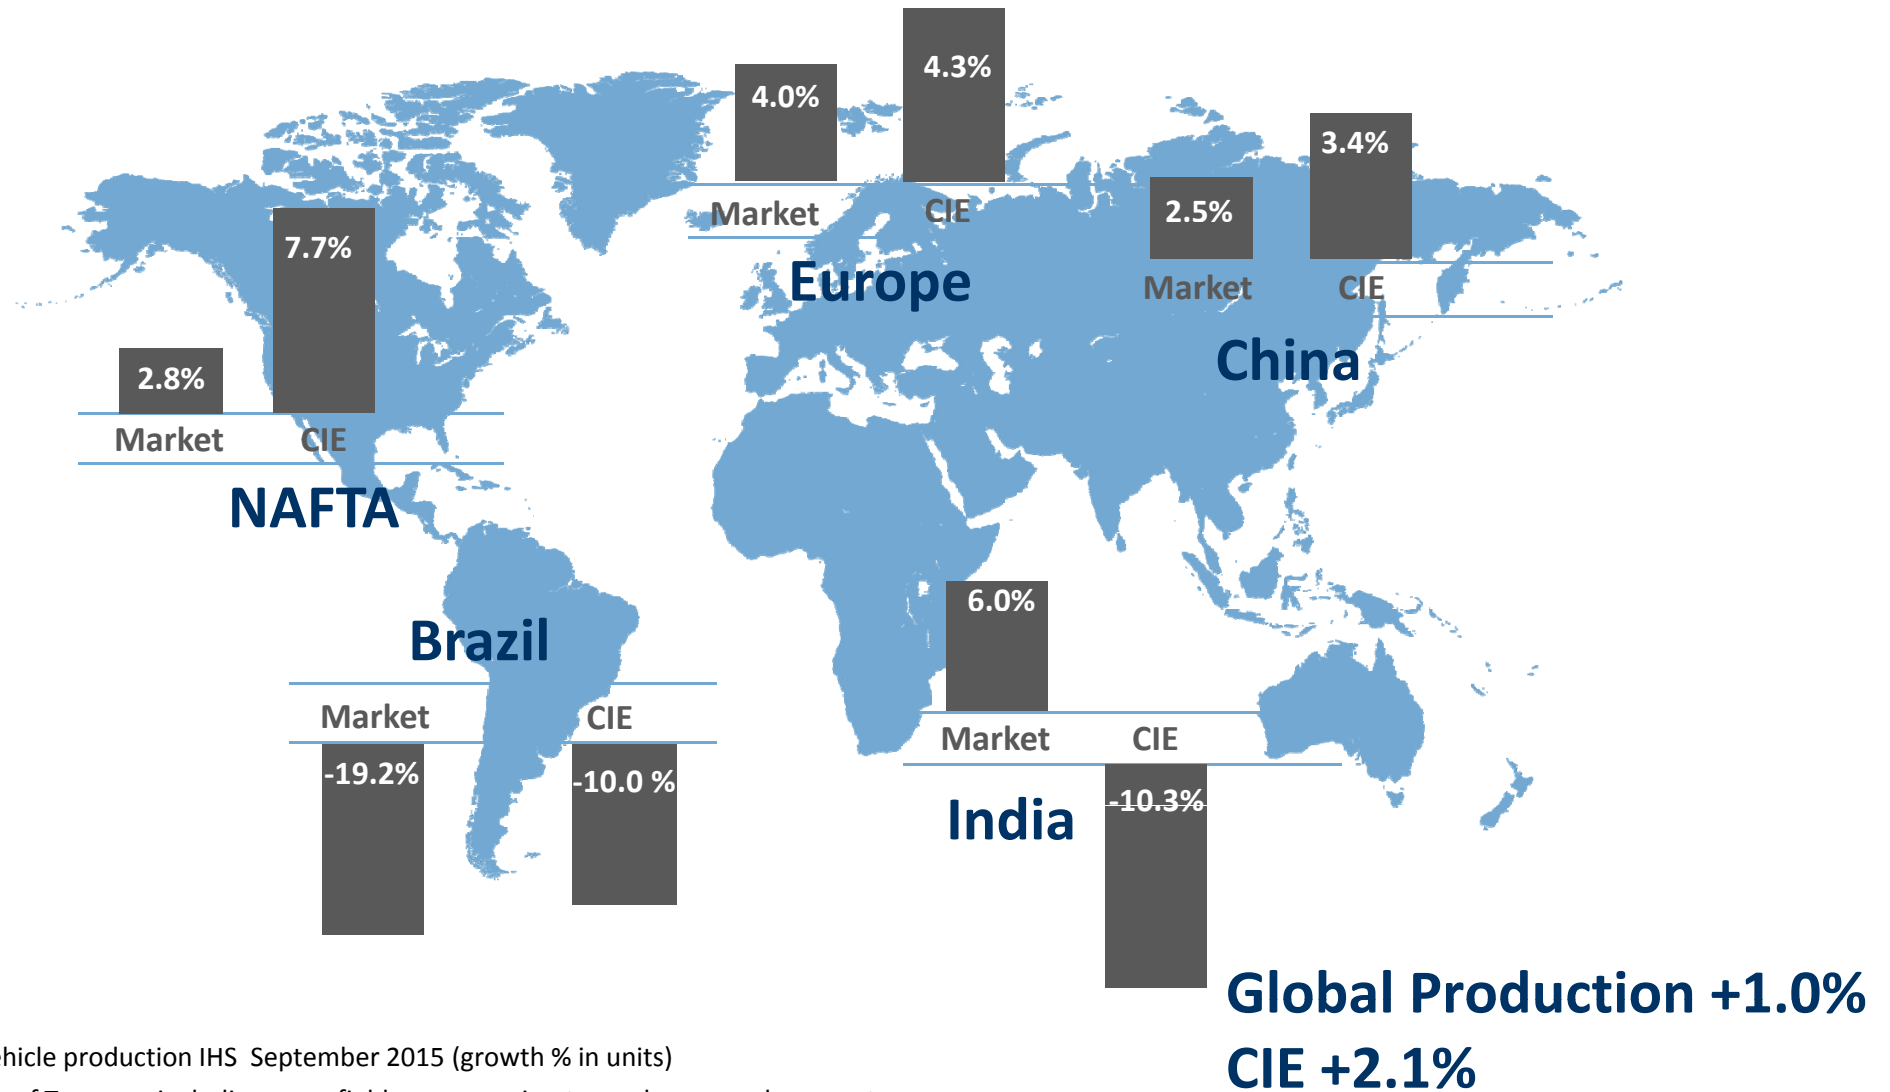 4.3%
4.0%
3.4%
2.5%
7.7%
Market CIE
Europe
Market CIE
China
2.8%
Market CIE
NAFTA
6.0%
Brazil
Market CIE
-19.2% -10.0 %
Market CIE
-10.3%
India
Global Production +1.0%
CIE +2.1%
ehicle production IHS September 2015 (growth % in units)